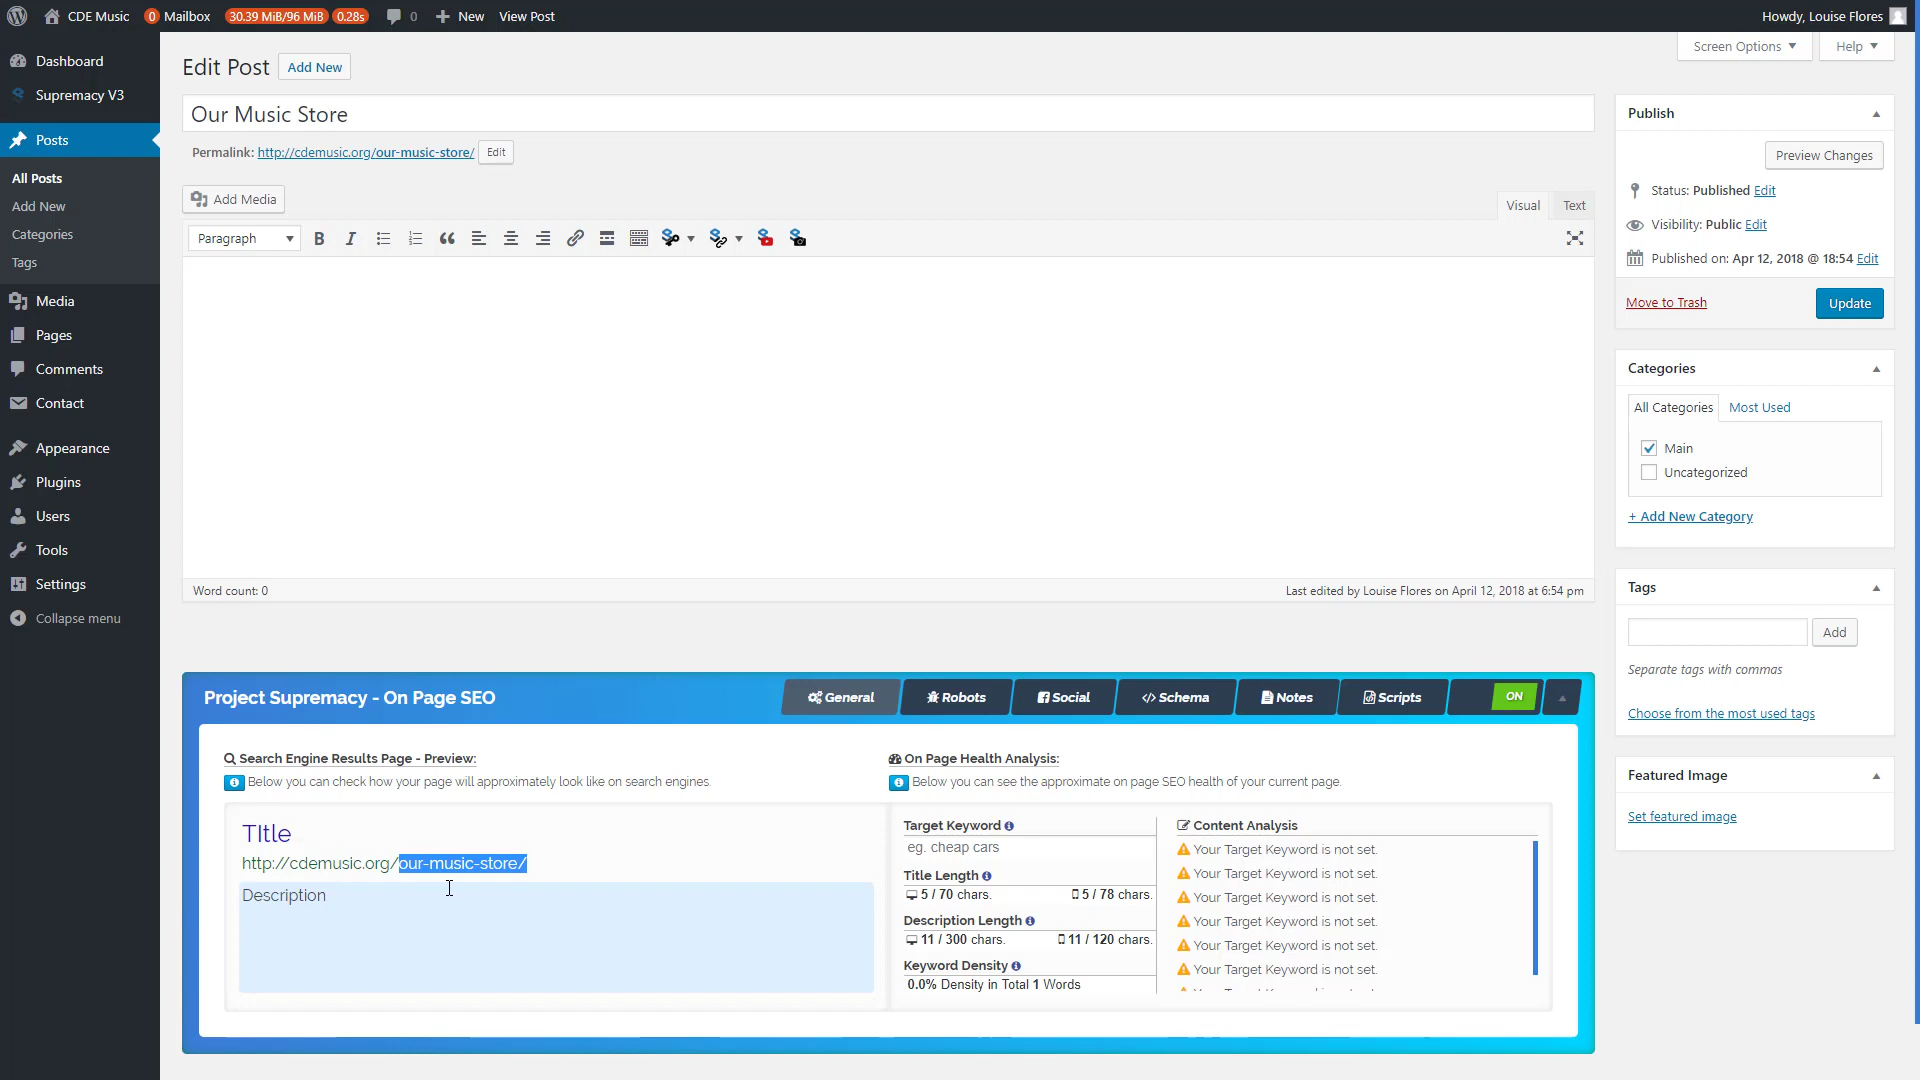 CDE Music 0 Mailbox 30.39 MiB/96 MiB 0.28s 0 New View Post Howdy, Louise Flores
Screen Options Help
Dashboard
Supremacy V3
Posts
All Posts
Add New
Categories
Tags
Media
Pages
Comments
Contact
Appearance
Plugins
Users
Tools
Settings
Collapse menu
Edit Post Add New
Our Music Store
Permalink: http://cdemusic.org/our-music-store/ Edit
Add Media Visual Text
Paragraph
Word count: 0 Last edited by Louise Flores on April 12, 2018 at 6:54 pm
Project Supremacy - On Page SEO General Robots Social Schema Notes Scripts ON
Search Engine Results Page - Preview:
Below you can check how your page will approximately look like on search engines.
TItle
http://cdemusic.org/our-music-store/
Description
On Page Health Analysis:
Below you can see the approximate on page SEO health of your current page.
Target Keyword
eg. cheap cars
Title Length
5 / 70 chars. 5 / 78 chars.
Description Length
11 / 300 chars. 11 / 120 chars.
Keyword Density
0.0% Density in Total 1 Words
Content Analysis
Your Target Keyword is not set.
Your Target Keyword is not set.
Your Target Keyword is not set.
Your Target Keyword is not set.
Your Target Keyword is not set.
Your Target Keyword is not set.
Publish
Preview Changes
Status: Published Edit
Visibility: Public Edit
Published on: Apr 12, 2018 @ 18:54 Edit
Move to Trash Update
Categories
All Categories Most Used
Main
Uncategorized
+ Add New Category
Tags
Add
Separate tags with commas
Choose from the most used tags
Featured Image
Set featured image